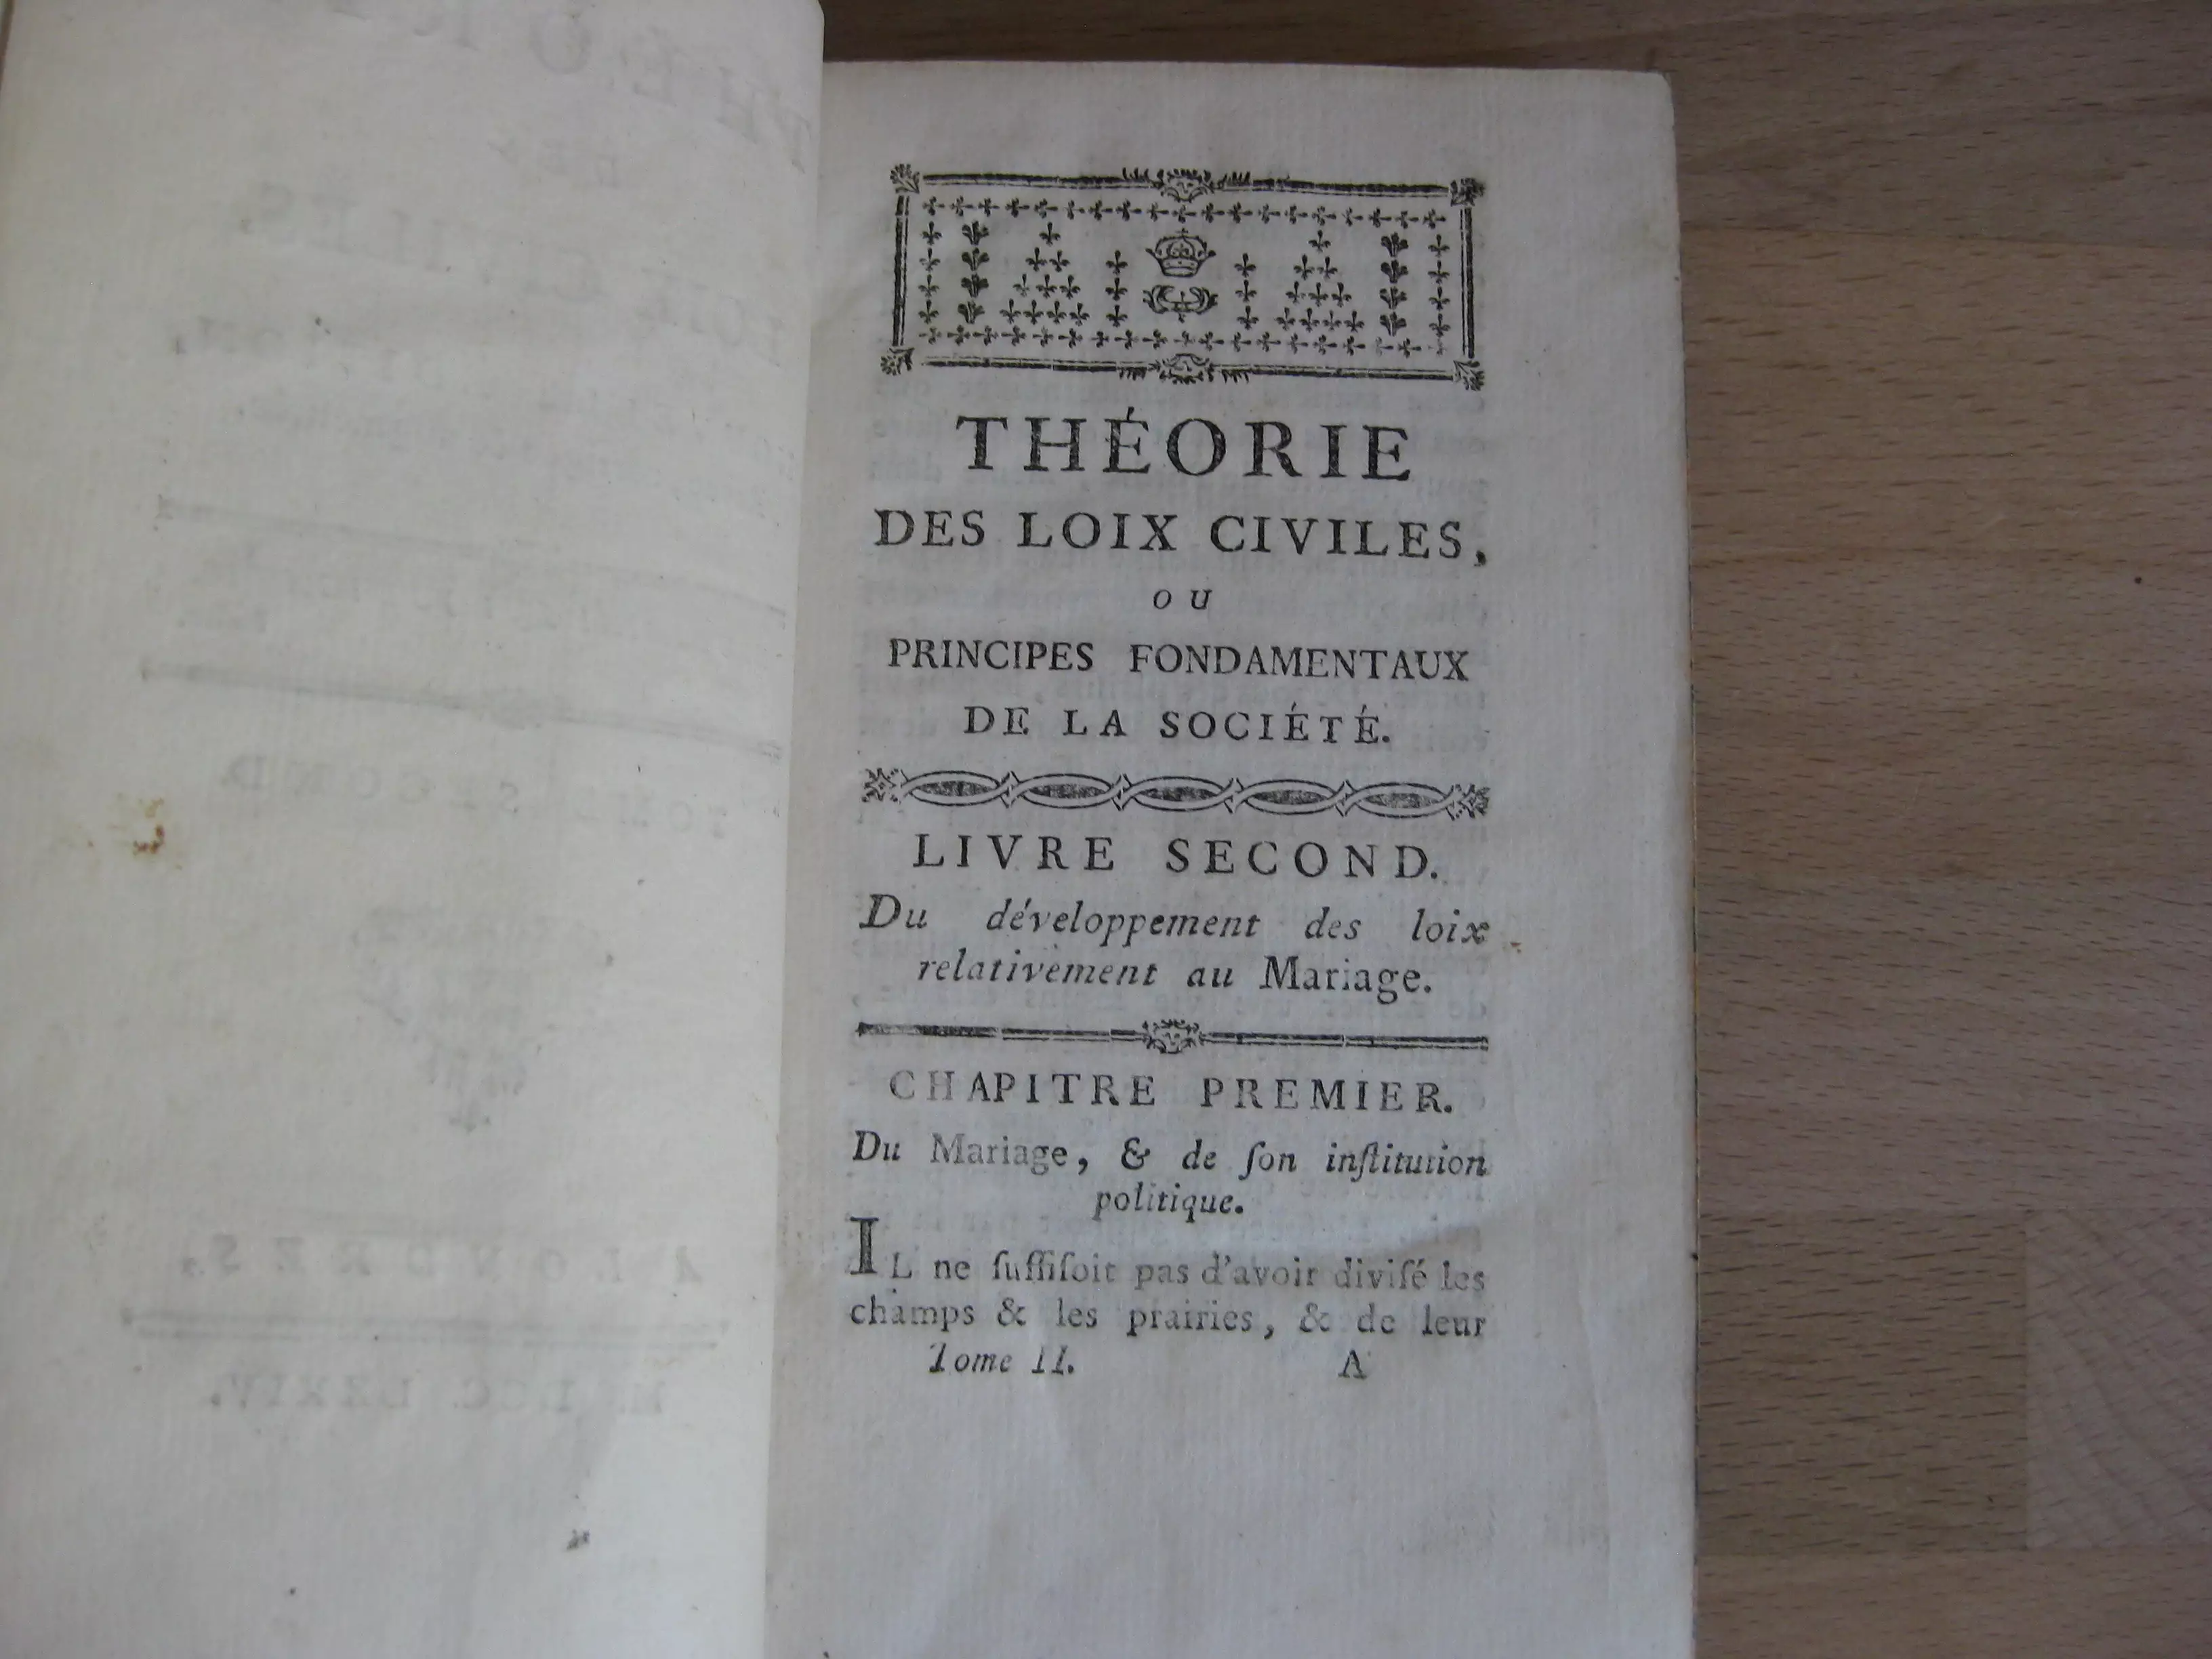 THÉORIE
DES LOIX CIVILES,
OU
PRINCIPES FONDAMENTAUX
DE LA SOCIÉTÉ.
LIVRE SECOND.
Du développement des loix
relativement au Mariage.
CHAPITRE PREMIER.
Du Mariage, & de ſon inſtitution
politique.
IL ne ſuffiſoit pas d'avoir diviſé les
champs & les prairies, & de leur
Tome II. A